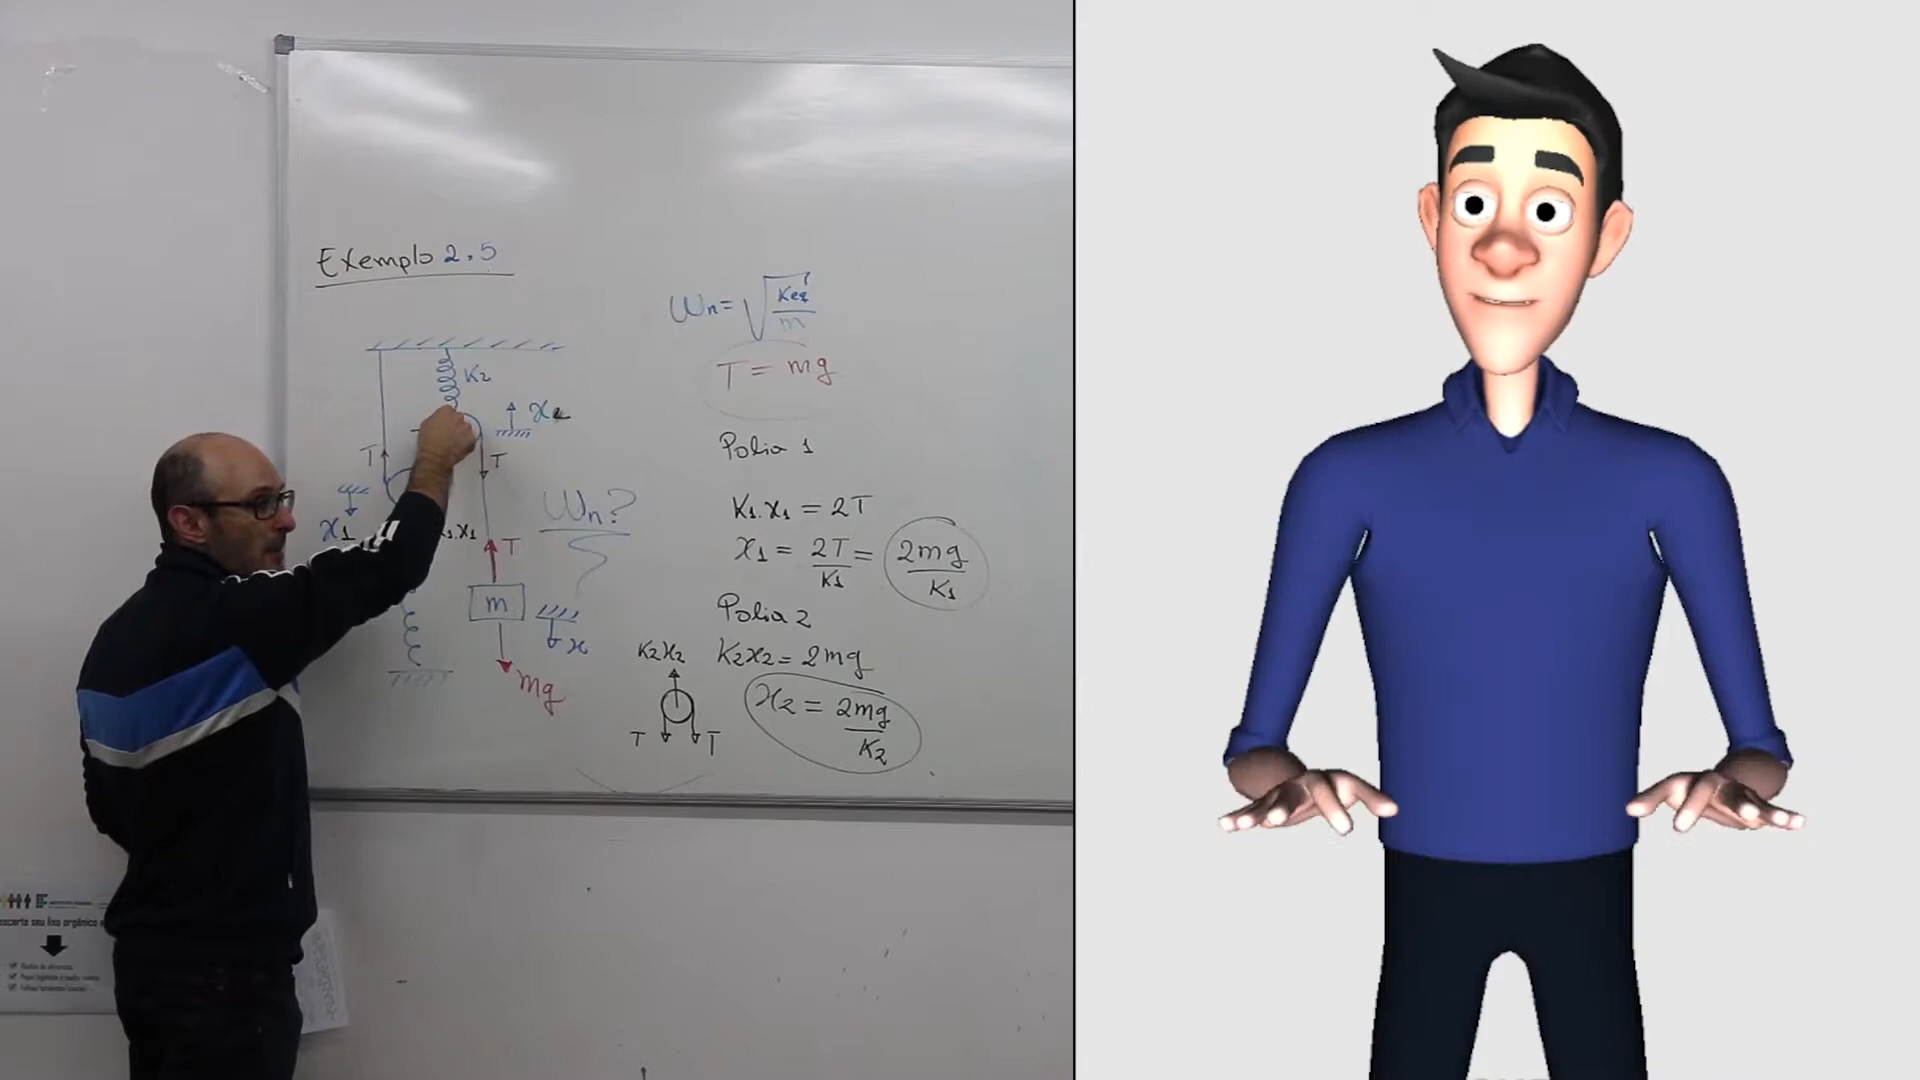 Exemplo 2.5
K2
x2
T
T
x1
K1.x1
T
m
x
mg
Wn?
Wn = √Keq/m
T = mg
Polia 1
K1.x1 = 2T
x1 = 2T/K1 = 2mg/K1
Polia 2
K2x2 = 2mg
x2 = 2mg/K2
K2x2
T
T
IF